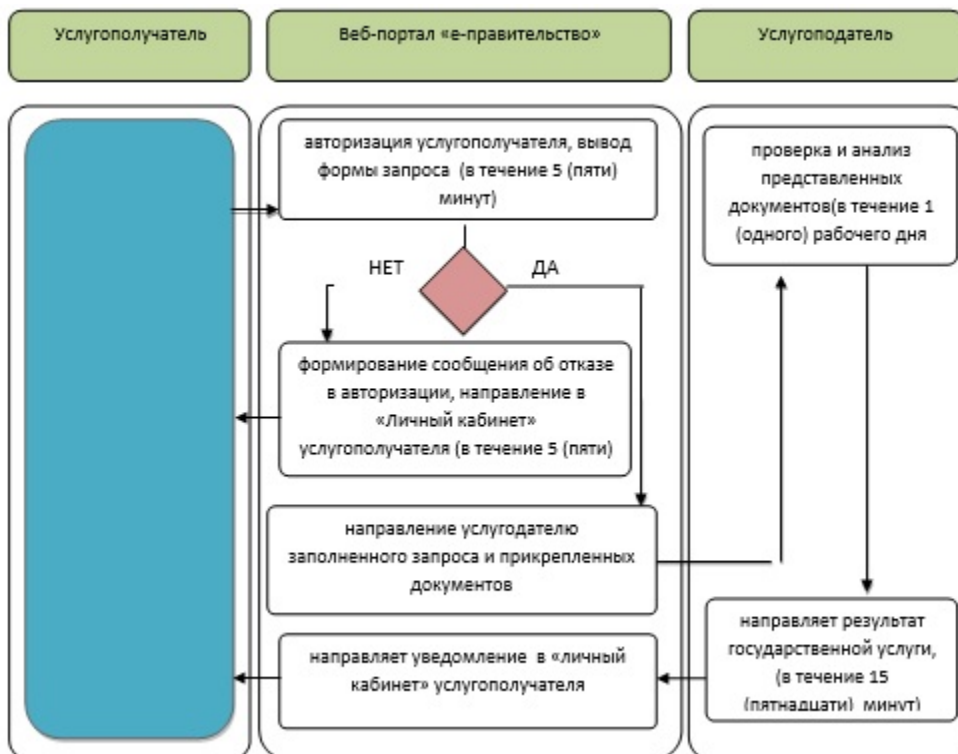 Услугополучатель
Веб-портал «е-правительство»
Услугоподатель
авторизация услугополучателя, вывод
формы запроса (в течение 5 (пяти)
минут)
НЕТ
ДА
формирование сообщения об отказе
в авторизации, направление в
«Личный кабинет»
услугополучателя (в течение 5 (пяти)
направление услугодателю
заполненного запроса и прикрепленных
документов
направляет уведомление в «личный
кабинет» услугополучателя
проверка и анализ
представленных
документов(в течение 1
(одного) рабочего дня
направляет результат
государственной услуги,
(в течение 15
(пятнадцати) минут)